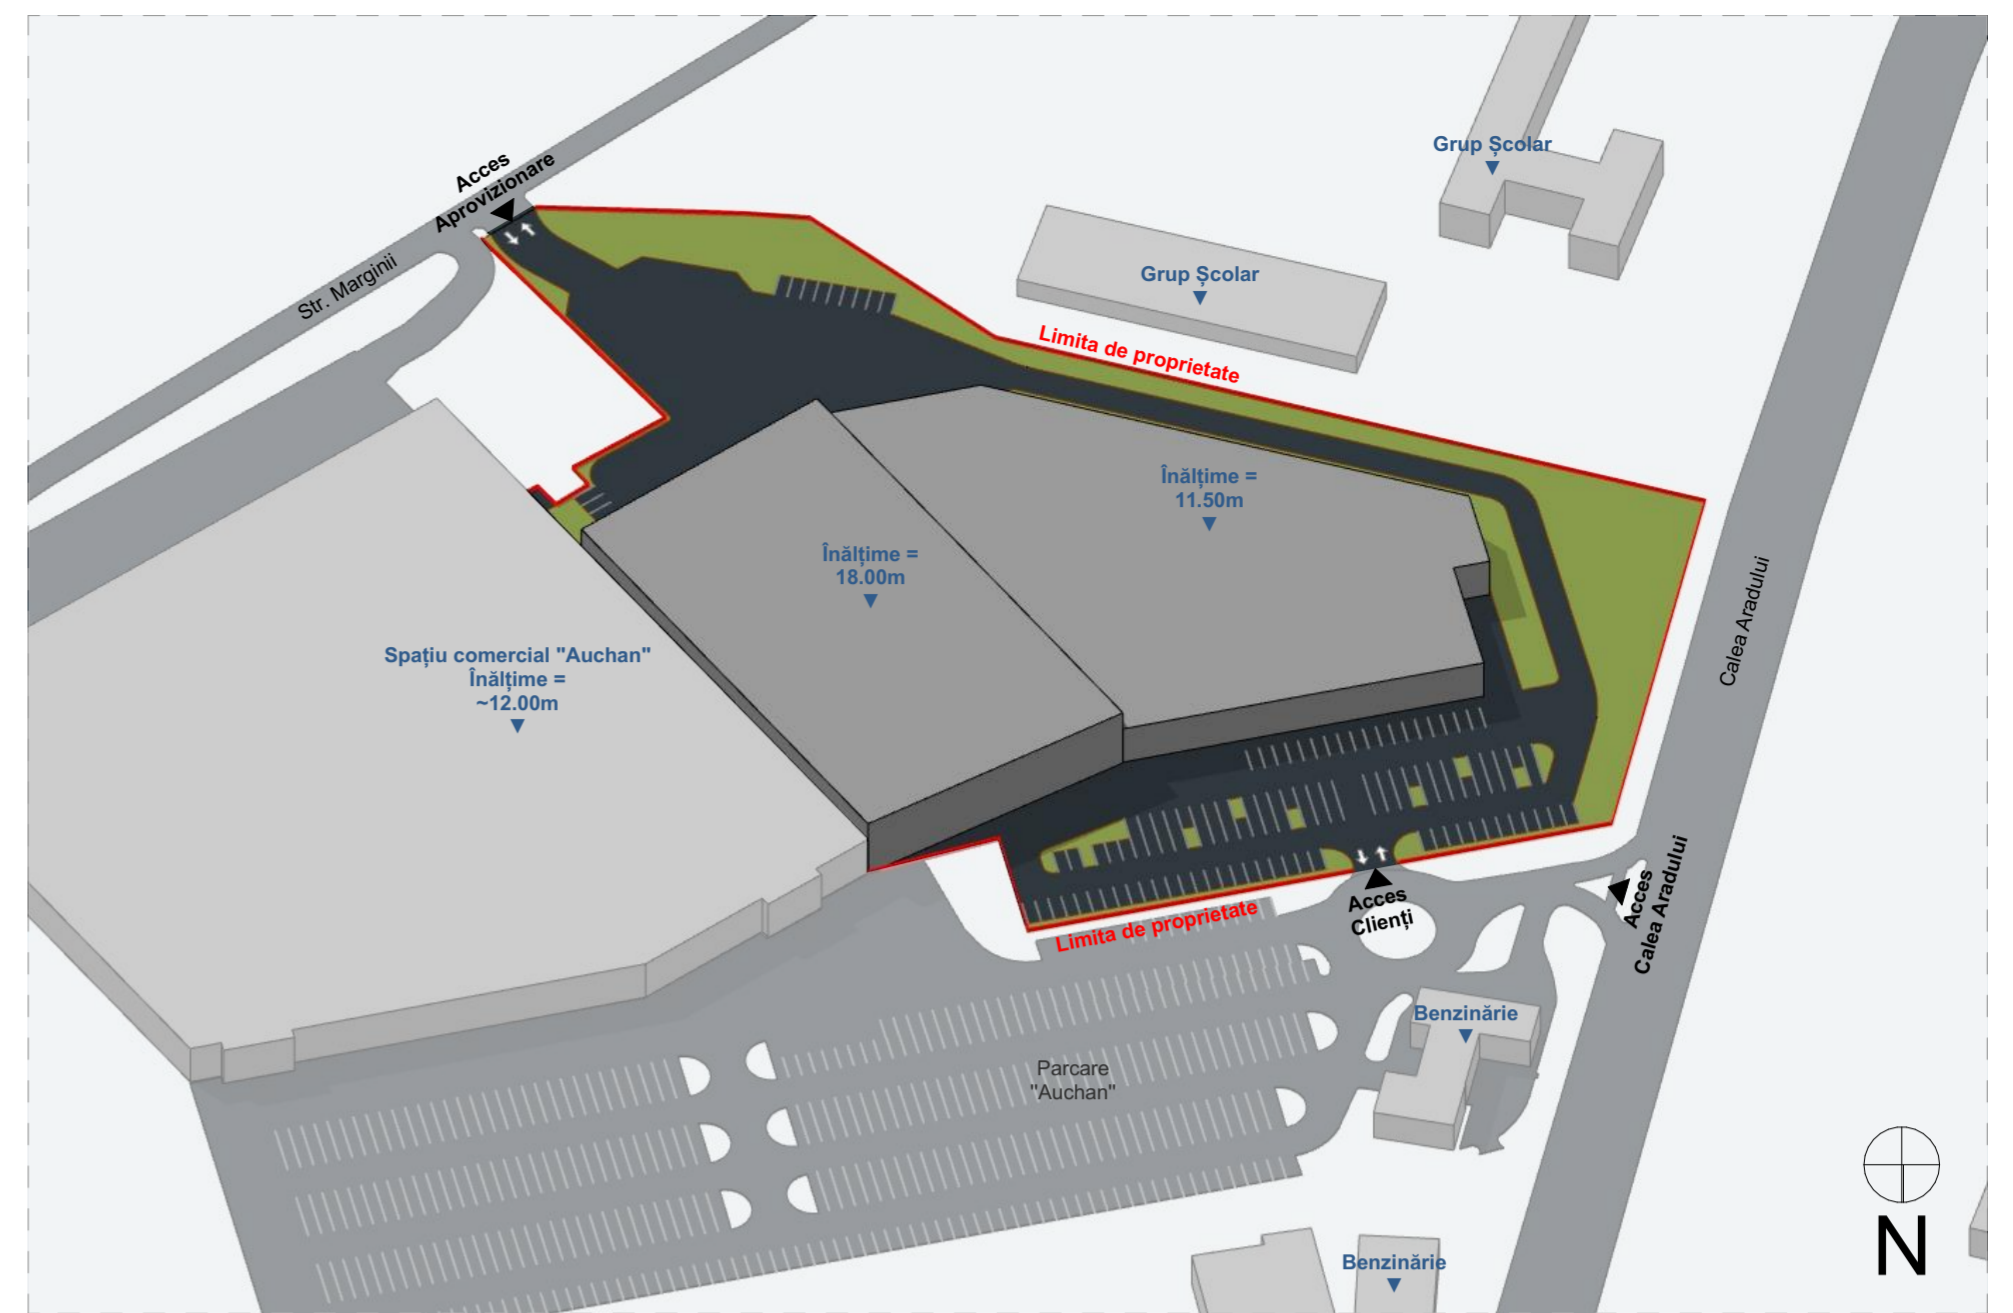 Grup Școlar
Acces
Aprovizionare
Str. Marginii
Grup Școlar
Limita de proprietate
Înălțime =
11.50m
Înălțime =
18.00m
Calea Aradului
Spațiu comercial "Auchan"
Înălțime =
~12.00m
Acces
Calea Aradului
Acces
Clienți
Limita de proprietate
Benzinărie
Parcare
"Auchan"
Benzinărie
N